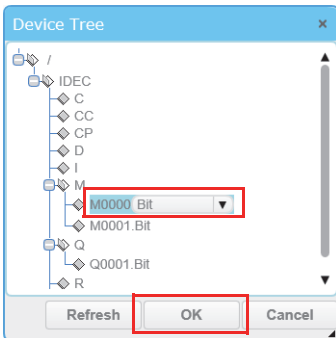 Device Tree ×
/
IDEC
C
CC
CP
D
I
M
M0000 Bit
M0001.Bit
Q
Q0001.Bit
R
Refresh OK Cancel